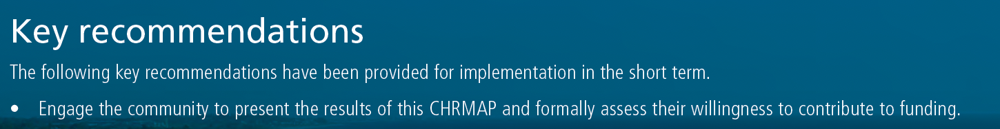 Key recommendations
The following key recommendations have been provided for implementation in the short term.
• Engage the community to present the results of this CHRMAP and formally assess their willingness to contribute to funding.